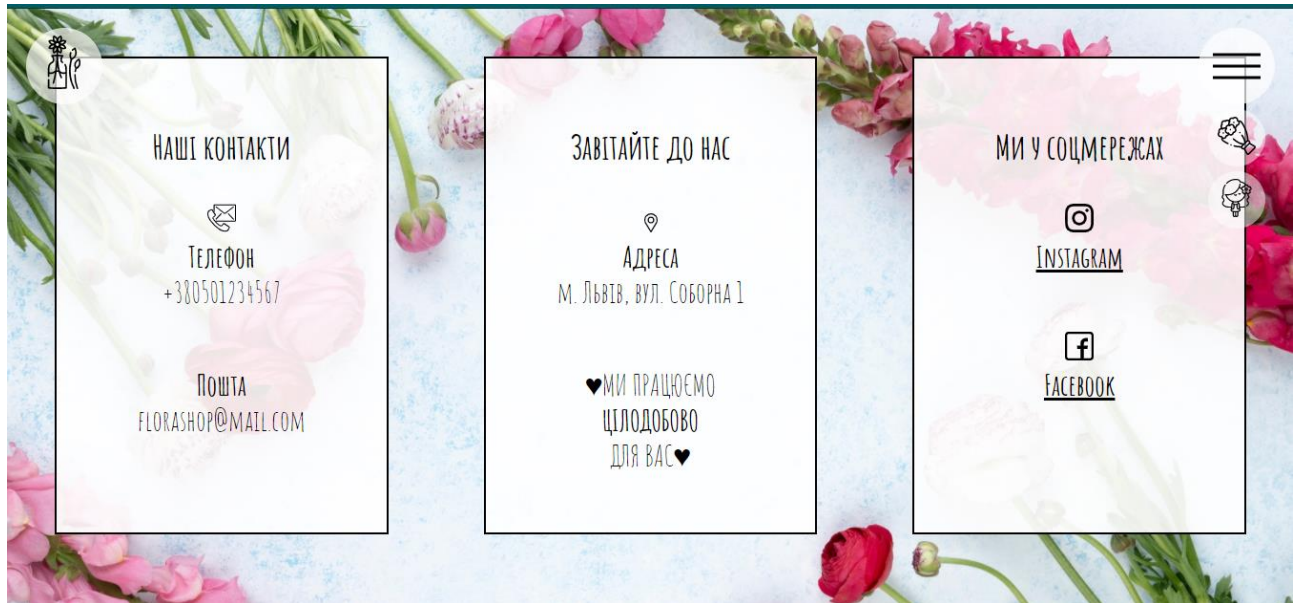 Наші контакти
Телефон
+380501234567
Пошта
florashop@mail.com
Завітайте до нас
Адреса
м. Львів, вул. Соборна 1
♥ми працюємо
цілодобово
для вас♥
Ми у соцмережах
Instagram
Facebook